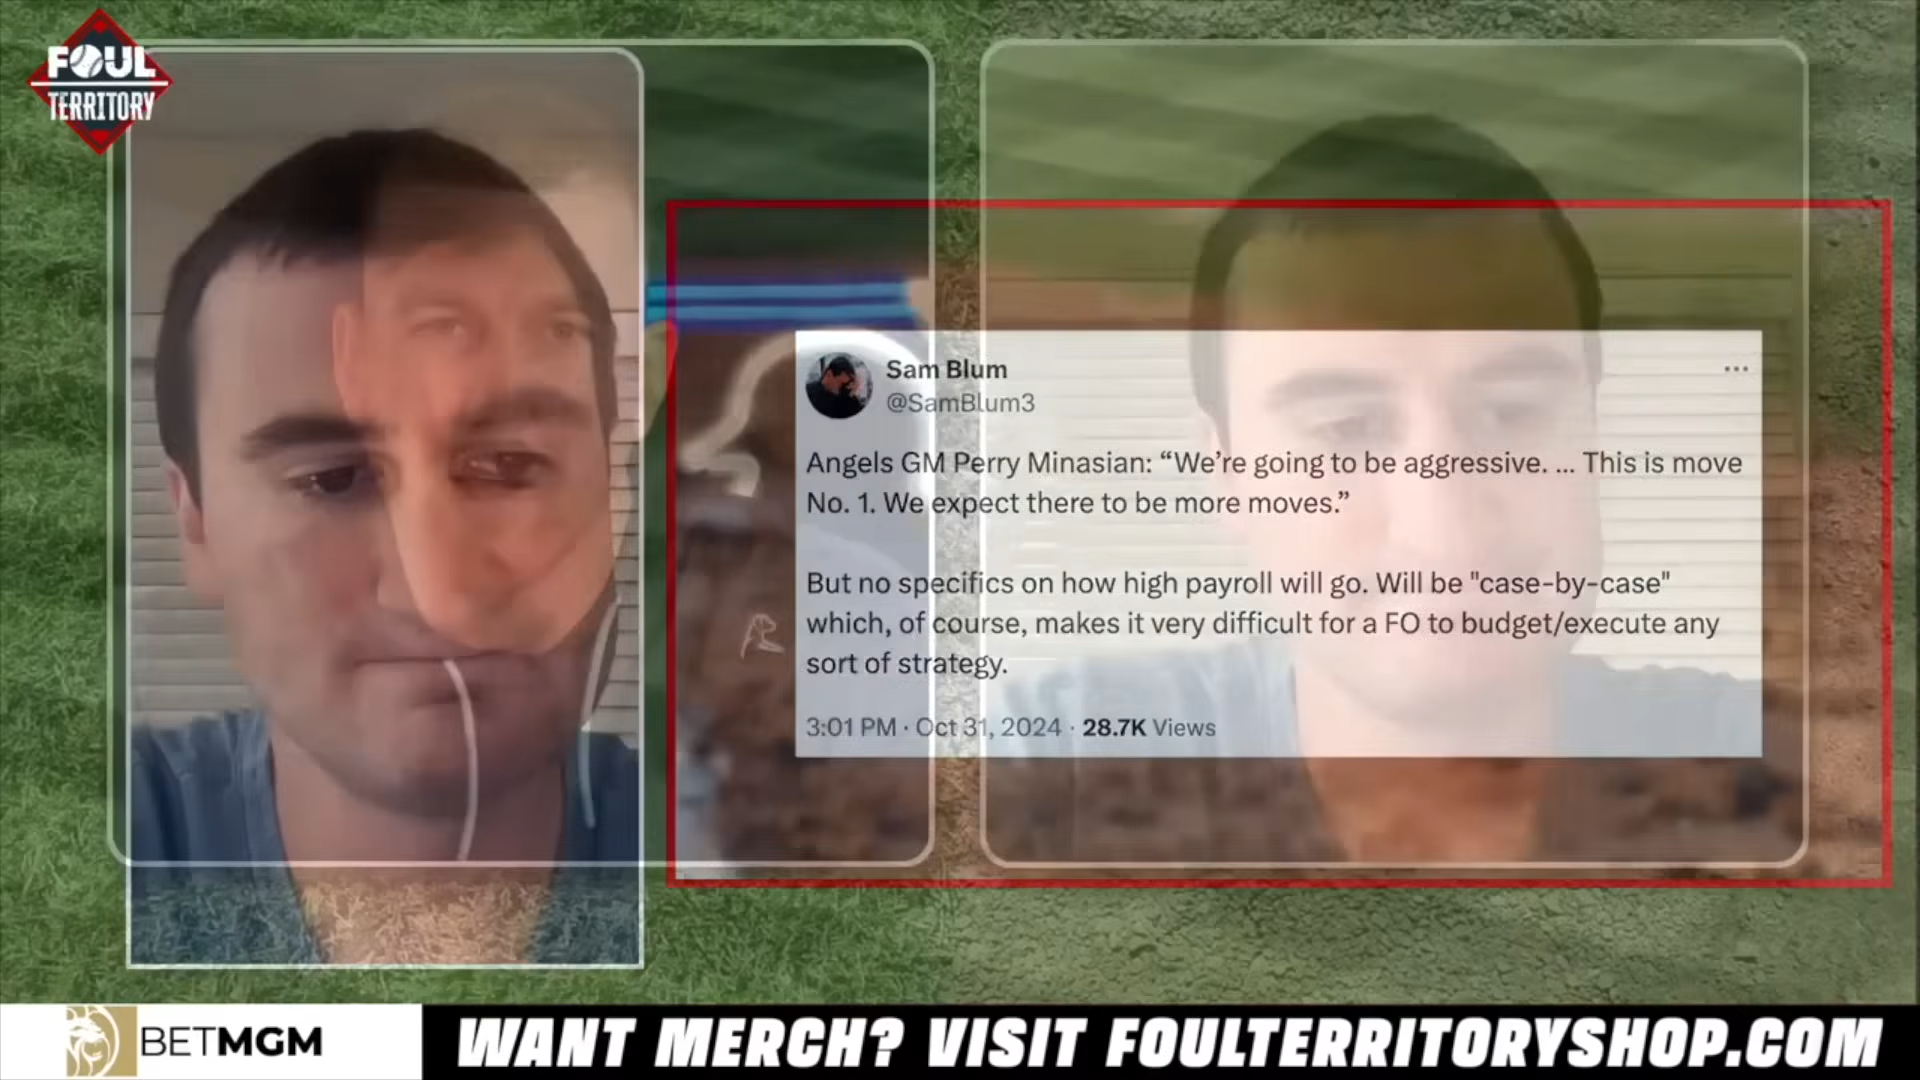 FOUL
TERRITORY
Sam Blum
@SamBlum3
Angels GM Perry Minasian: “We’re going to be aggressive. ... This is move
No. 1. We expect there to be more moves.”
But no specifics on how high payroll will go. Will be "case-by-case"
which, of course, makes it very difficult for a FO to budget/execute any
sort of strategy.
3:01 PM · Oct 31, 2024 · 28.7K Views
BETMGM
WANT MERCH? VISIT FOULTERRITORYSHOP.COM